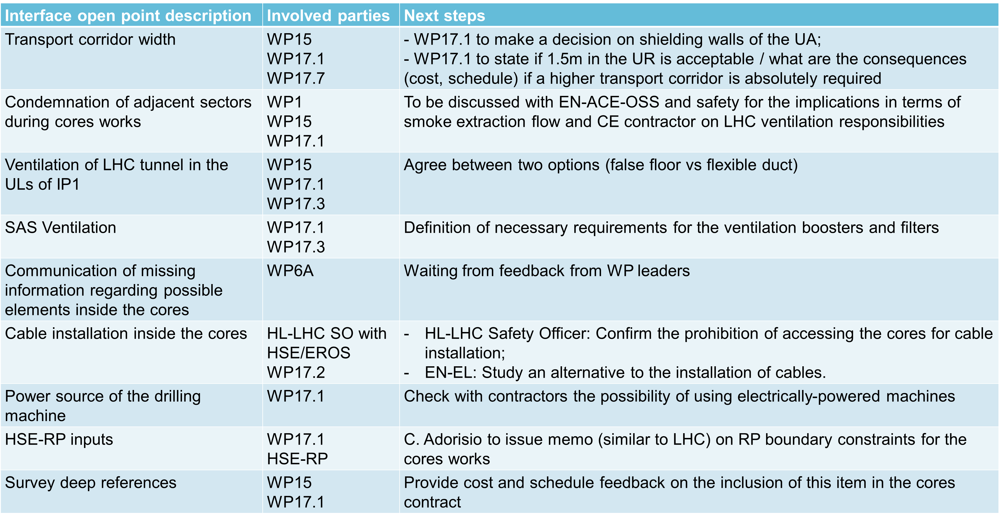 Interface open point description
Involved parties
Next steps
Transport corridor width
WP15
WP17.1
WP17.7
- WP17.1 to make a decision on shielding walls of the UA;
- WP17.1 to state if 1.5m in the UR is acceptable / what are the consequences
(cost, schedule) if a higher transport corridor is absolutely required
Condemnation of adjacent sectors
during cores works
WP1
WP15
WP17.1
To be discussed with EN-ACE-OSS and safety for the implications in terms of
smoke extraction flow and CE contractor on LHC ventilation responsibilities
Ventilation of LHC tunnel in the
ULs of IP1
WP15
WP17.1
WP17.3
Agree between two options (false floor vs flexible duct)
SAS Ventilation
WP17.1
WP17.3
Definition of necessary requirements for the ventilation boosters and filters
Communication of missing
information regarding possible
elements inside the cores
WP6A
Waiting from feedback from WP leaders
Cable installation inside the cores
HL-LHC SO with
HSE/EROS
WP17.2
- HL-LHC Safety Officer: Confirm the prohibition of accessing the cores for cable
installation;
- EN-EL: Study an alternative to the installation of cables.
Power source of the drilling
machine
WP17.1
Check with contractors the possibility of using electrically-powered machines
HSE-RP inputs
WP17.1
HSE-RP
C. Adorisio to issue memo (similar to LHC) on RP boundary constraints for the
cores works
Survey deep references
WP15
WP17.1
Provide cost and schedule feedback on the inclusion of this item in the cores
contract